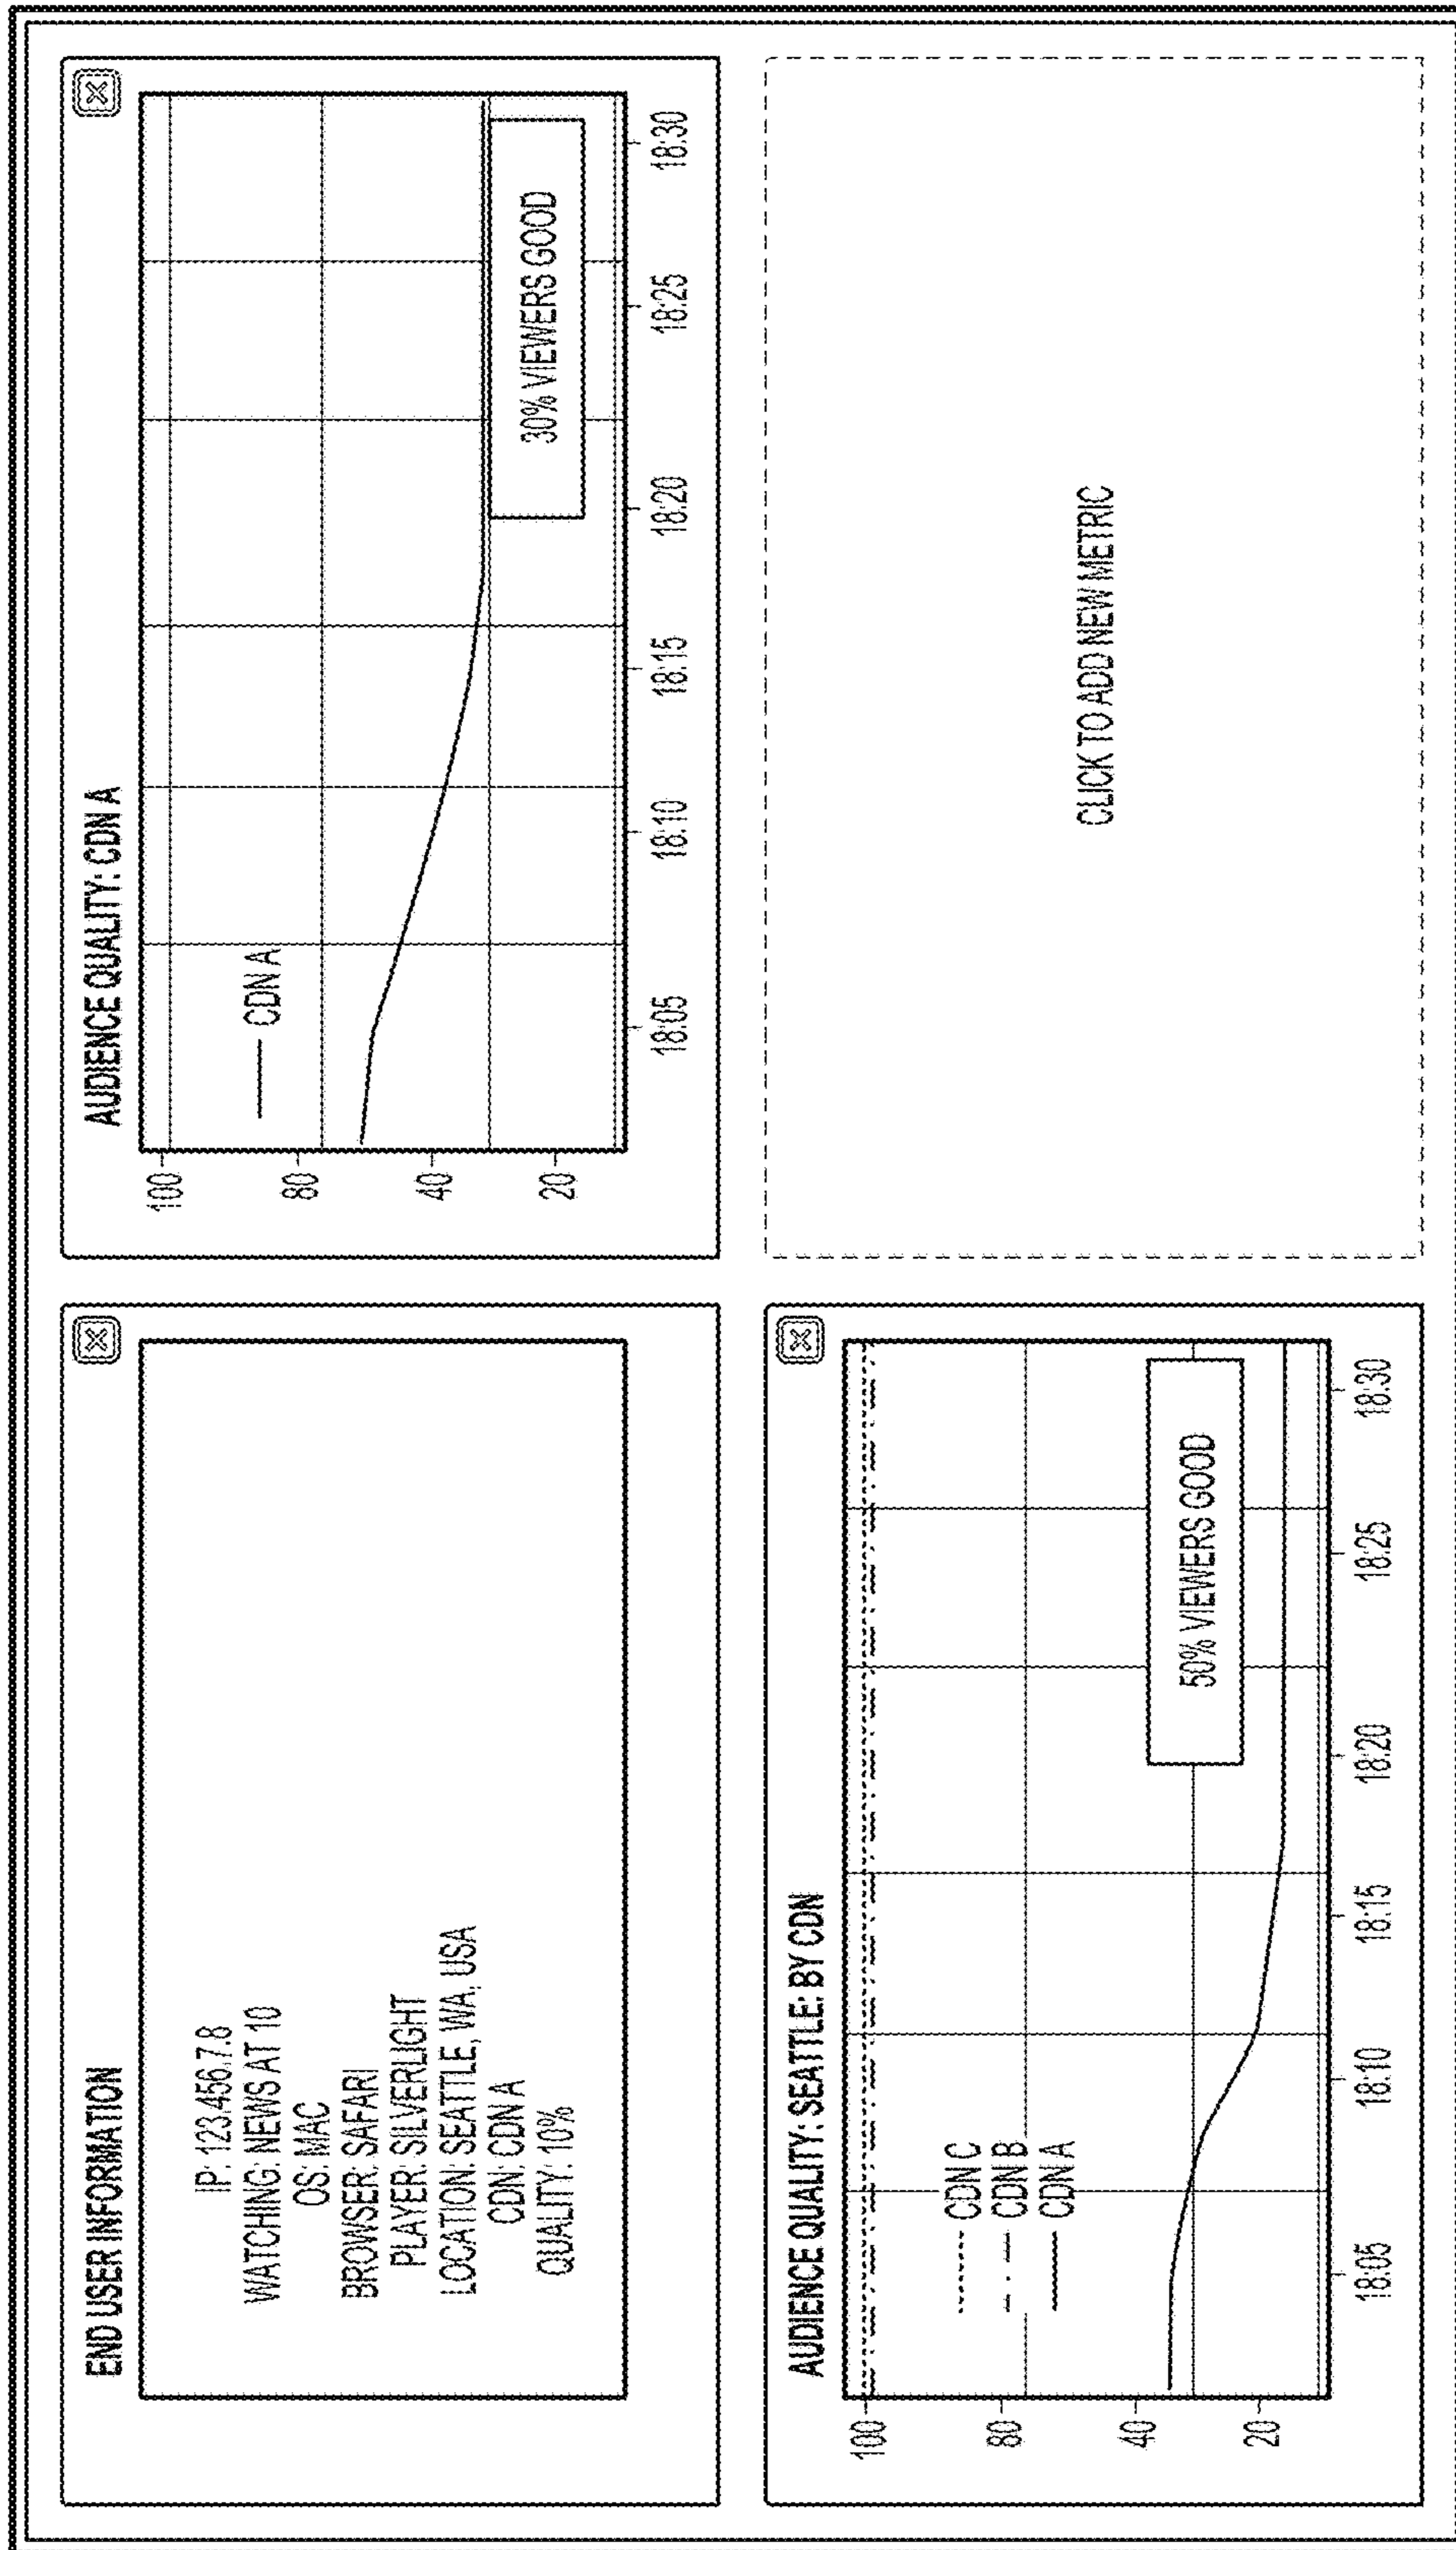 END USER INFORMATION
IP: 123.456.7.8
WATCHING: NEWS AT 10
OS: MAC
BROWSER: SAFARI
PLAYER: SILVERLIGHT
LOCATION: SEATTLE, WA, USA
CDN: CDN A
QUALITY: 10%
AUDIENCE QUALITY: CDN A
100
80
40
20
CDN A
30% VIEWERS GOOD
18:05 18:10 18:15 18:20 18:25 18:30
AUDIENCE QUALITY: SEATTLE: BY CDN
100
80
40
20
CDN C
CDN B
CDN A
50% VIEWERS GOOD
18:05 18:10 18:15 18:20 18:25 18:30
CLICK TO ADD NEW METRIC